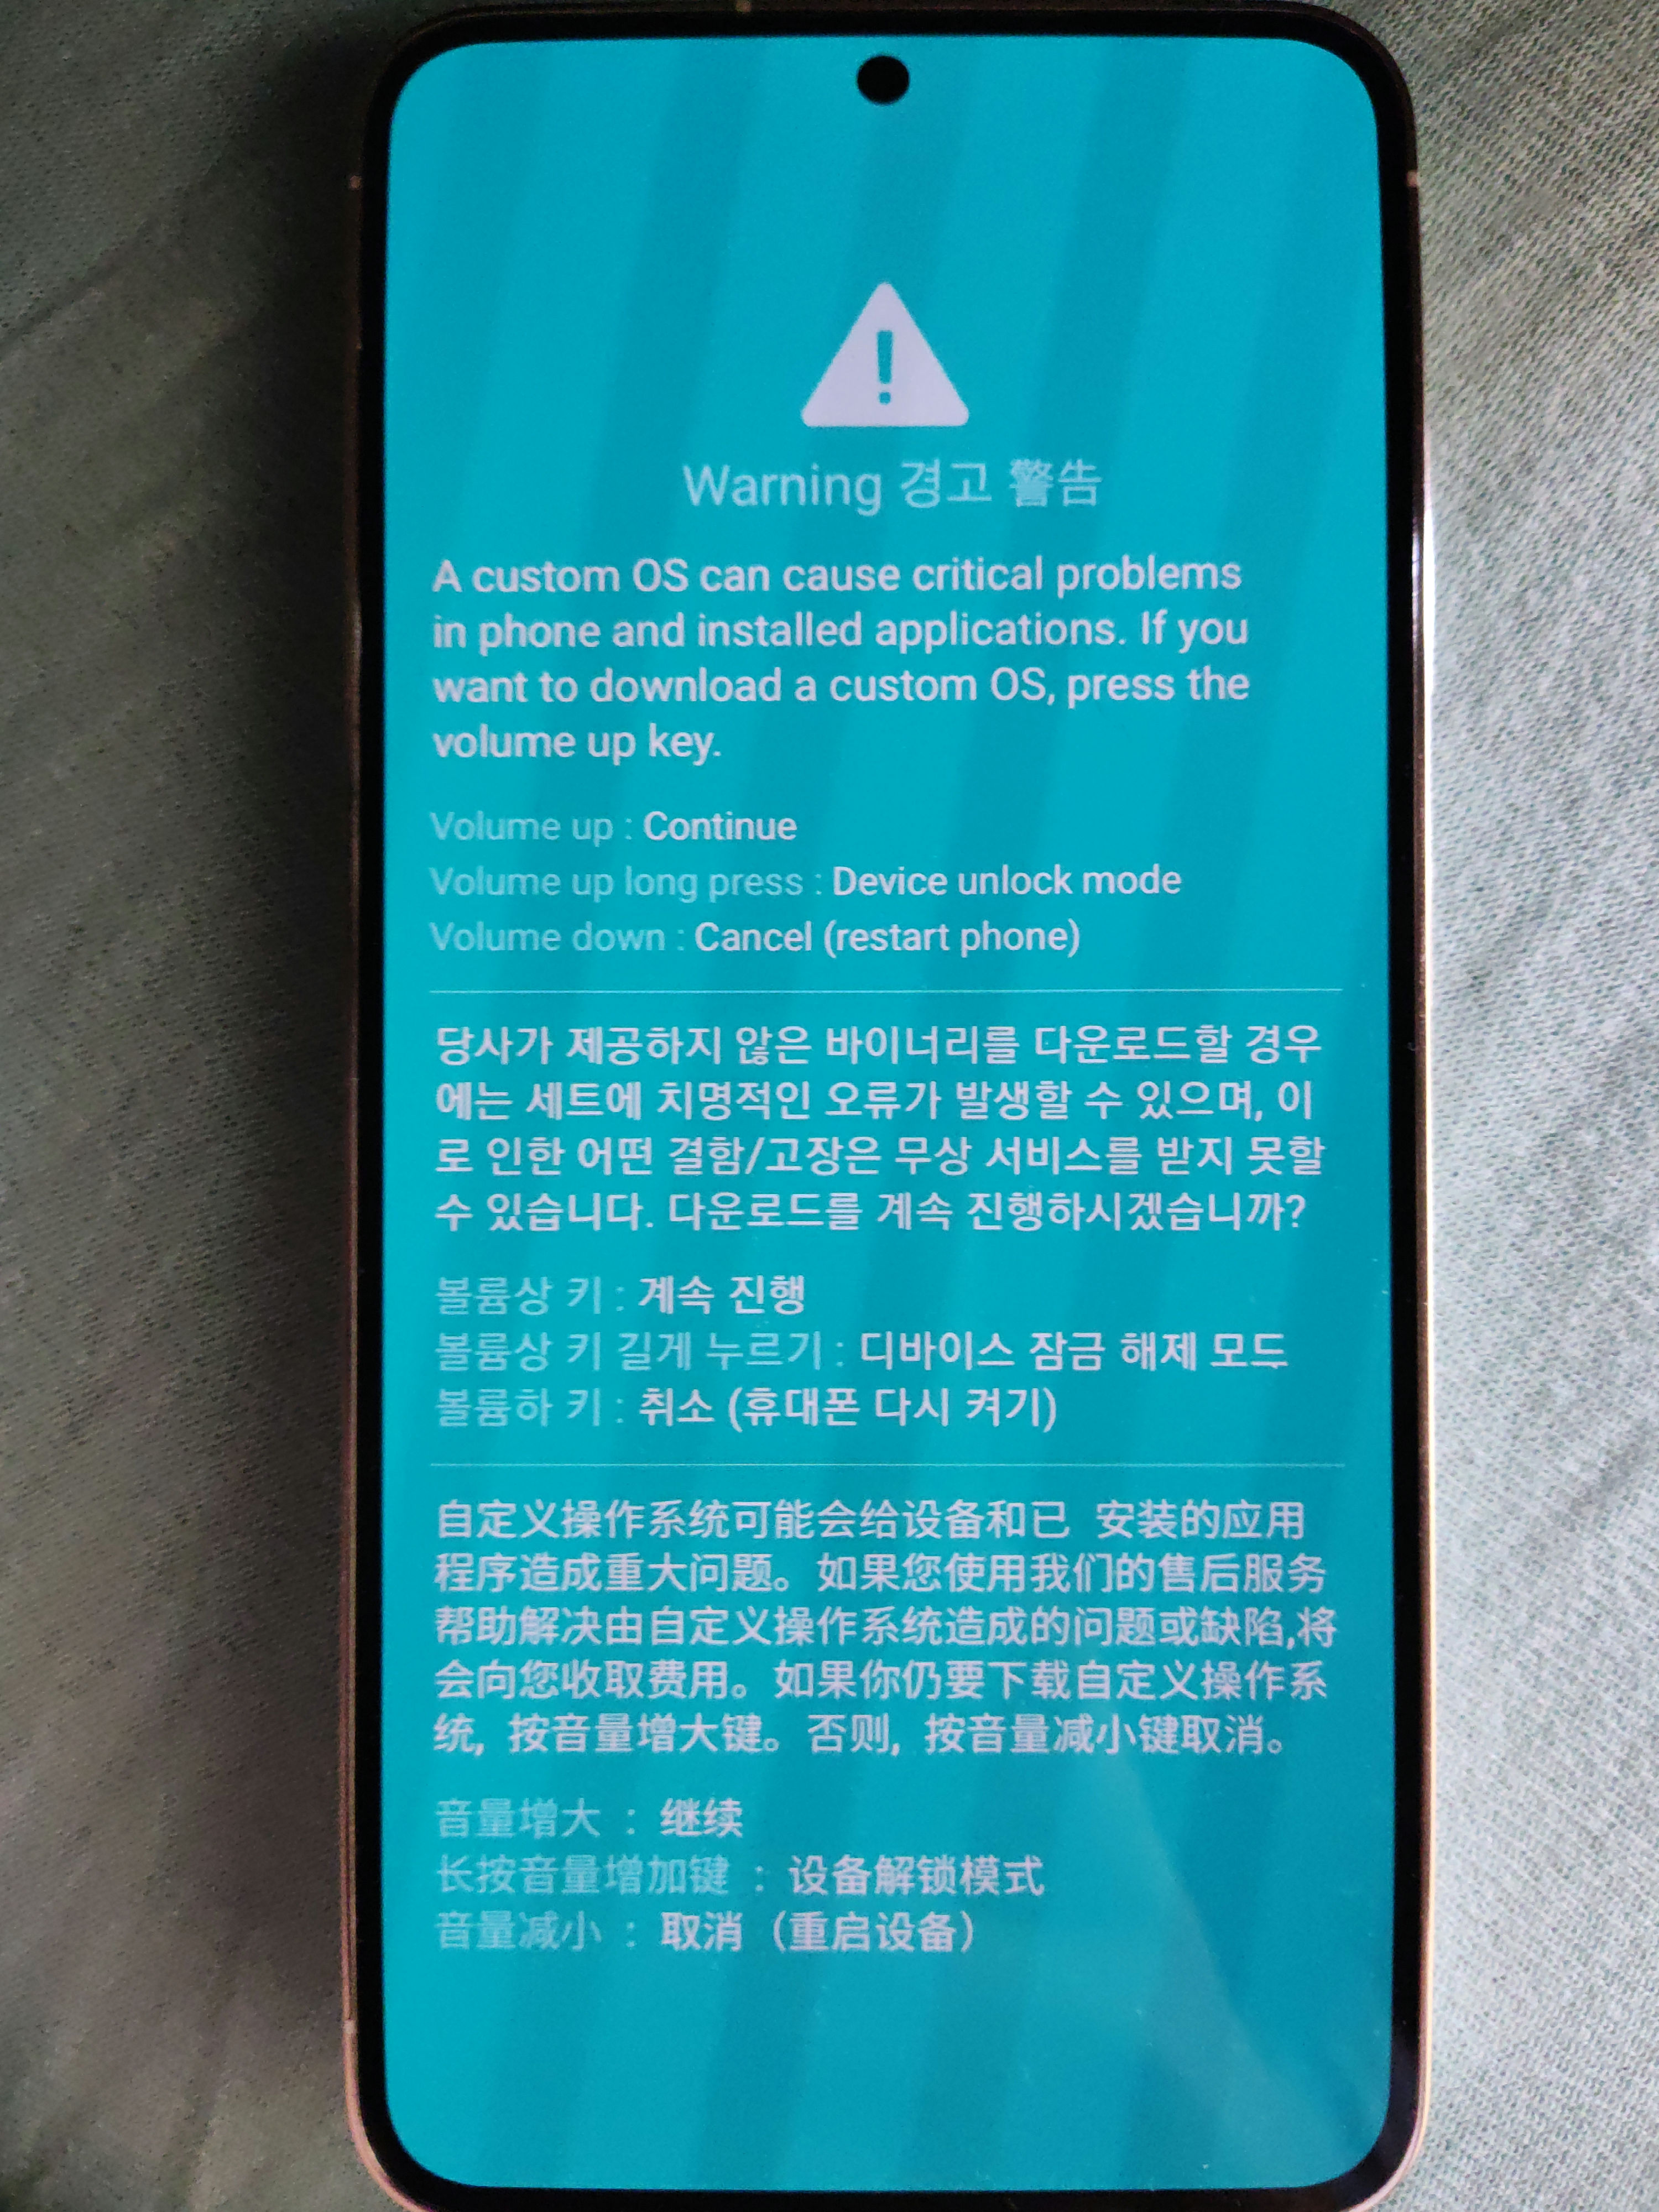 Warning 경고 警告
A custom OS can cause critical problems
in phone and installed applications. If you
want to download a custom OS, press the
volume up key.
Volume up : Continue
Volume up long press : Device unlock mode
Volume down : Cancel (restart phone)
당사가 제공하지 않은 바이너리를 다운로드할 경우
에는 세트에 치명적인 오류가 발생할 수 있으며, 이
로 인한 어떤 결함/고장은 무상 서비스를 받지 못할
수 있습니다. 다운로드를 계속 진행하시겠습니까?
볼륨상 키 : 계속 진행
볼륨상 키 길게 누르기 : 디바이스 잠금 해제 모드
볼륨하 키 : 취소 (휴대폰 다시 켜기)
自定义操作系统可能会给设备和已 安装的应用
程序造成重大问题。如果您使用我们的售后服务
帮助解决由自定义操作系统造成的问题或缺陷,将
会向您收取费用。如果你仍要下载自定义操作系
统, 按音量增大键。否则, 按音量减小键取消。
音量增大 : 继续
长按音量增加键 : 设备解锁模式
音量减小 : 取消（重启设备）